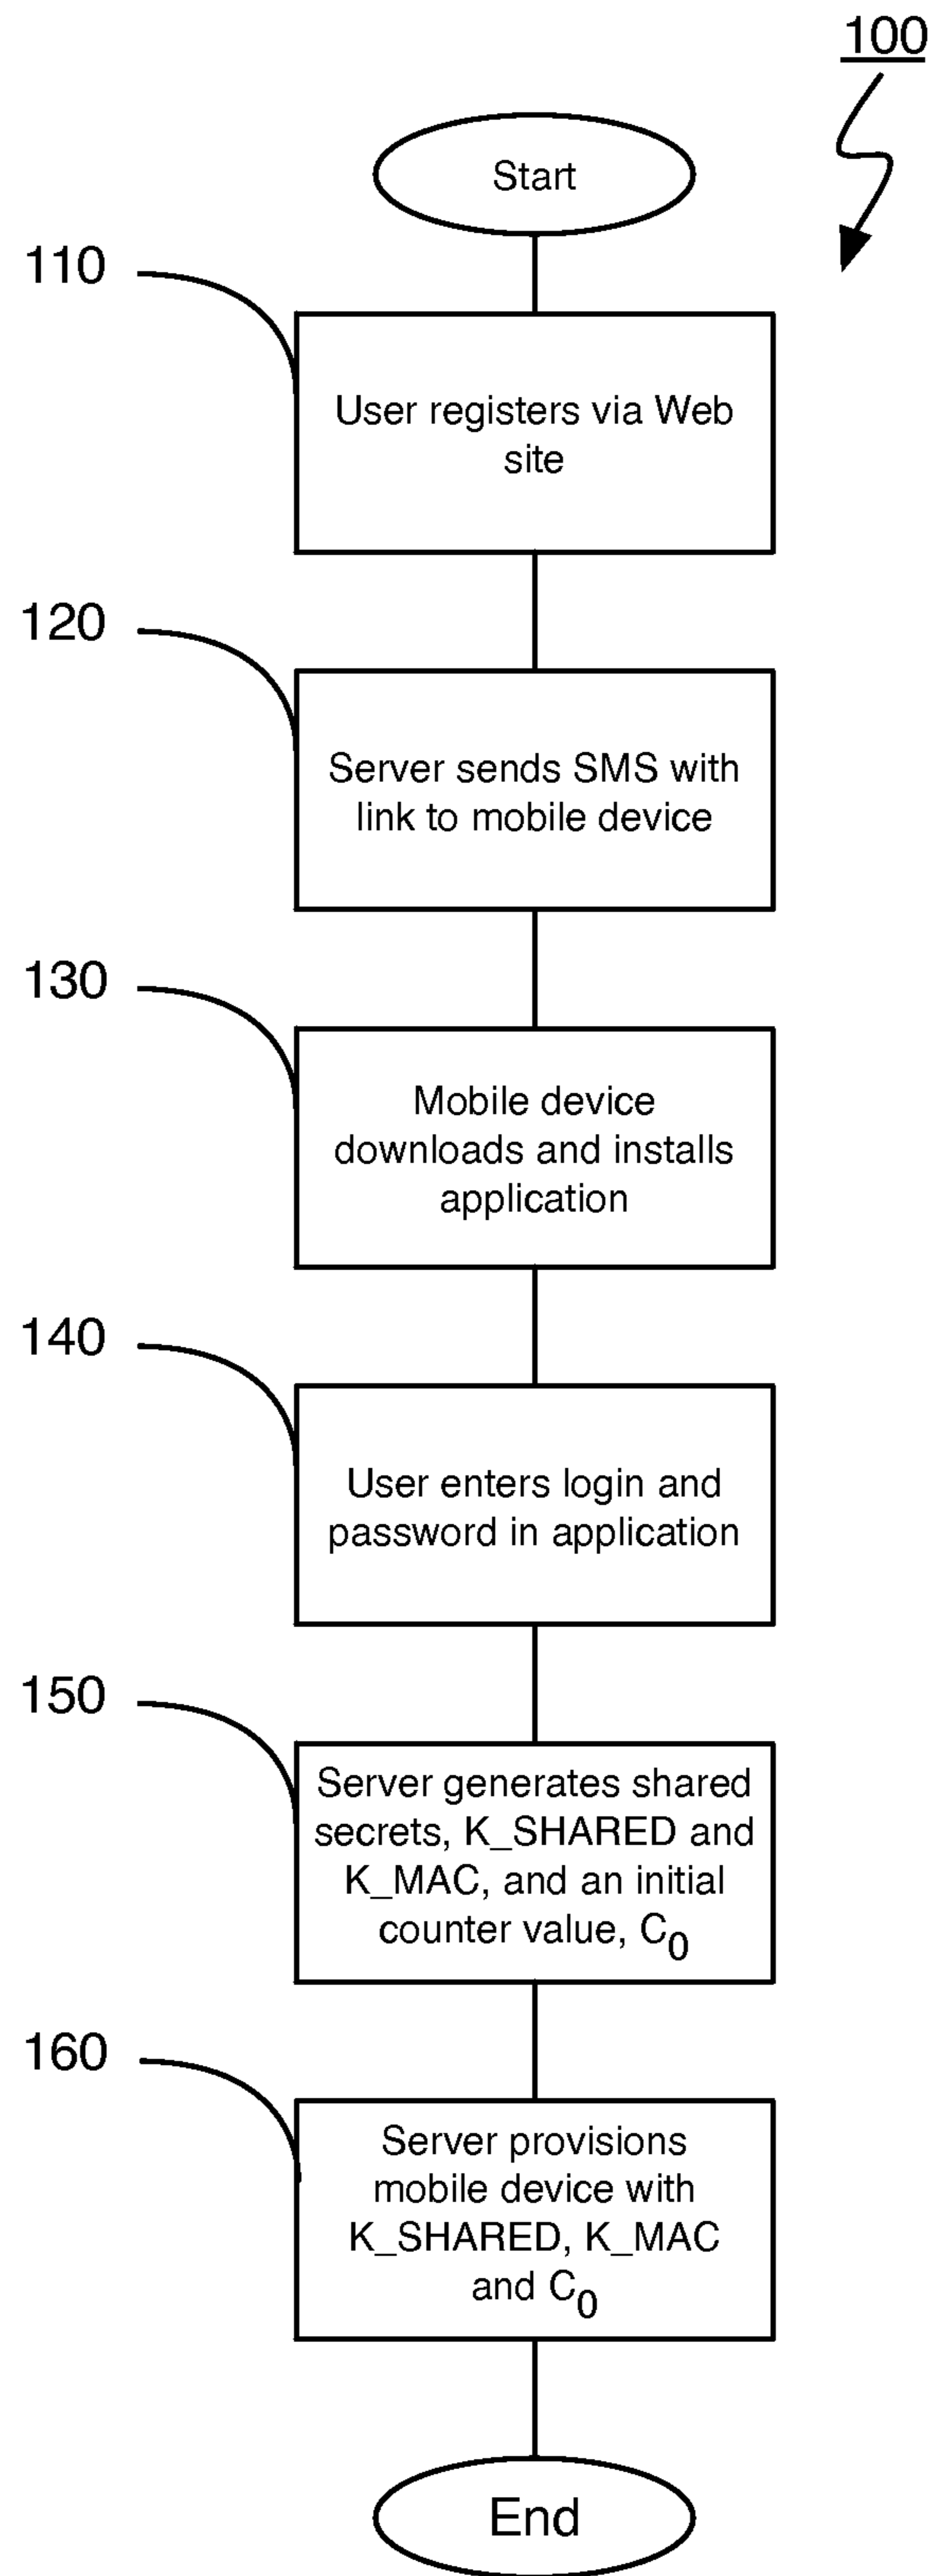 100
Start
110
User registers via Web
site
120
Server sends SMS with
link to mobile device
130
Mobile device
downloads and installs
application
140
User enters login and
password in application
150
Server generates shared
secrets, K_SHARED and
K_MAC, and an initial
counter value, C0
160
Server provisions
mobile device with
K_SHARED, K_MAC
and C0
End